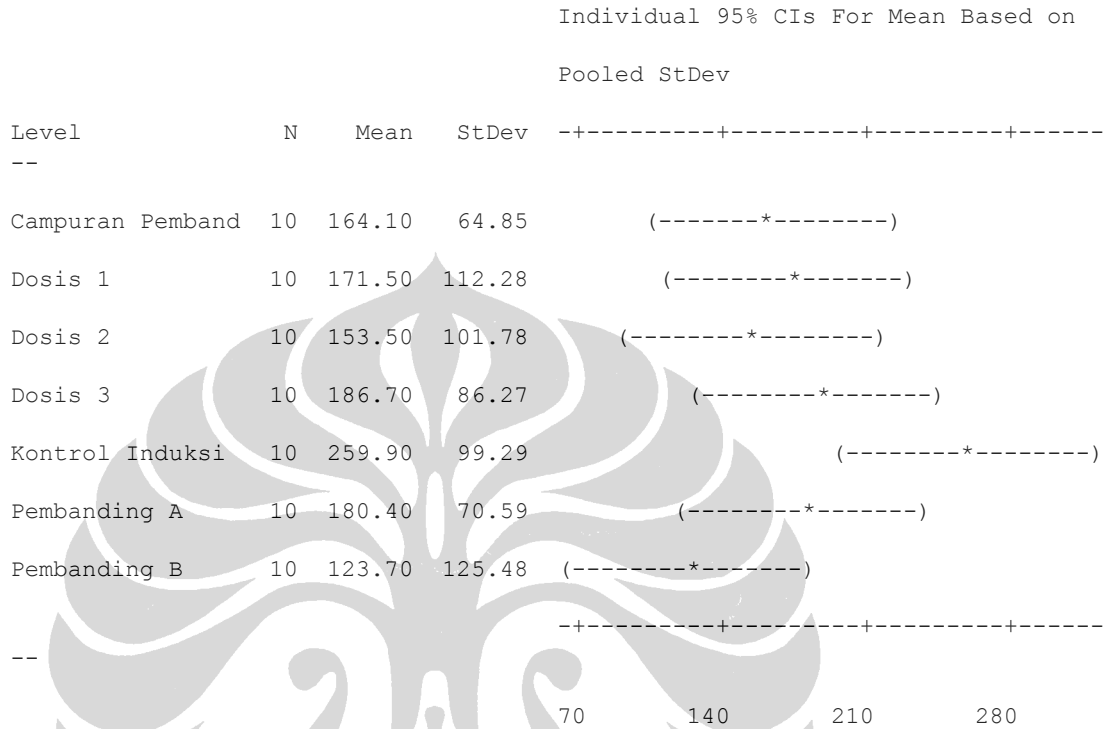 Individual 95% CIs For Mean Based on
                                      Pooled StDev
Level              N    Mean   StDev  -+---------+---------+---------+------
--
Campuran Pemband  10  164.10   64.85        (-------*--------)
Dosis 1           10  171.50  112.28         (--------*-------)
Dosis 2           10  153.50  101.78      (--------*--------)
Dosis 3           10  186.70   86.27           (--------*-------)
Kontrol Induksi   10  259.90   99.29                     (--------*--------)
Pembanding A      10  180.40   70.59          (--------*-------)
Pembanding B      10  123.70  125.48  (--------*-------)
                                      -+---------+---------+---------+------
--
                                      70       140       210       280